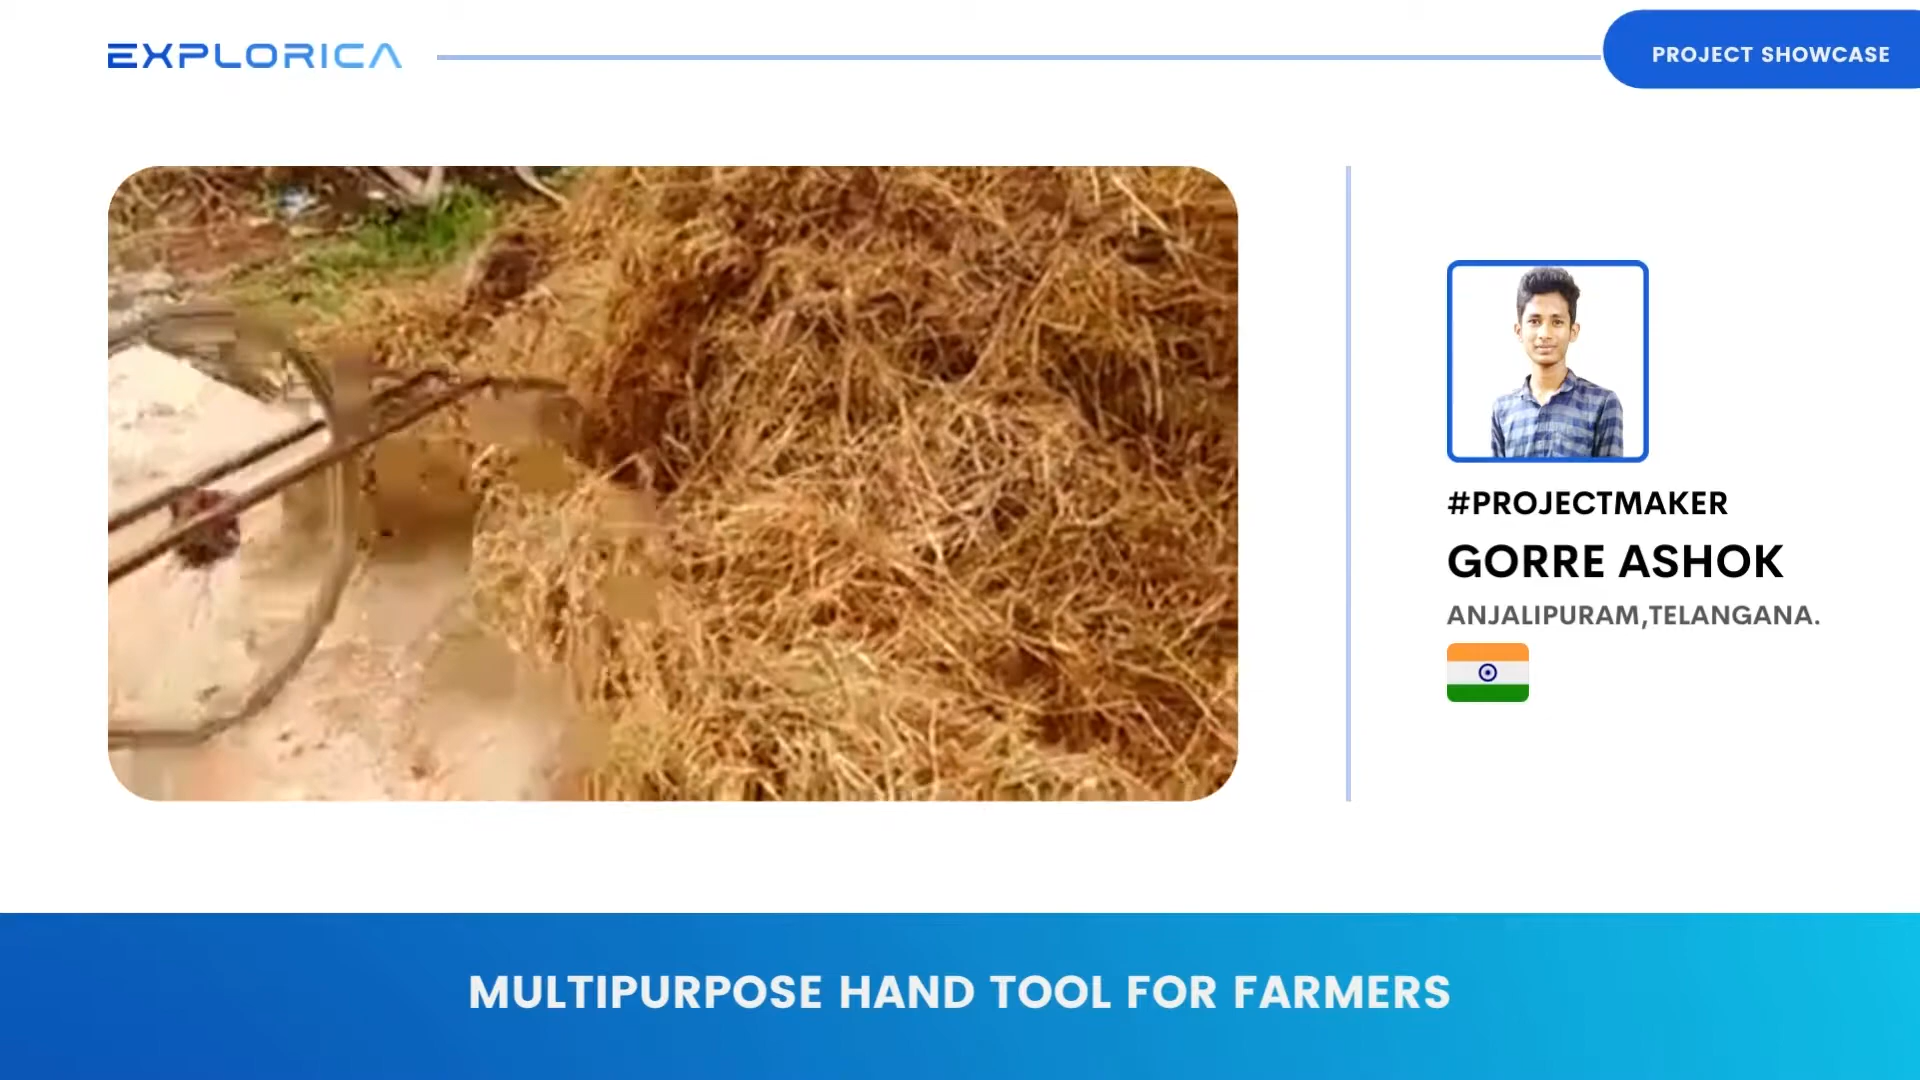 EXPLORICA
PROJECT SHOWCASE
#PROJECTMAKER
GORRE ASHOK
ANJALIPURAM,TELANGANA.
MULTIPURPOSE HAND TOOL FOR FARMERS